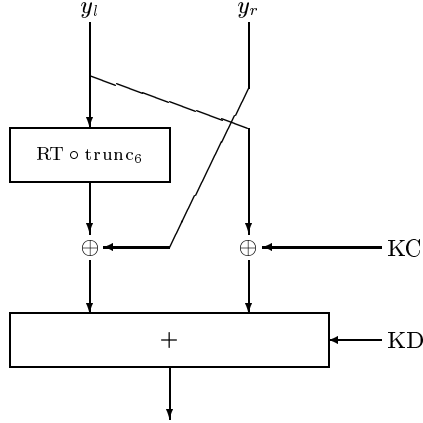 y_l y_r
RT ∘ trunc_6
⊕ ⊕ KC
+ KD